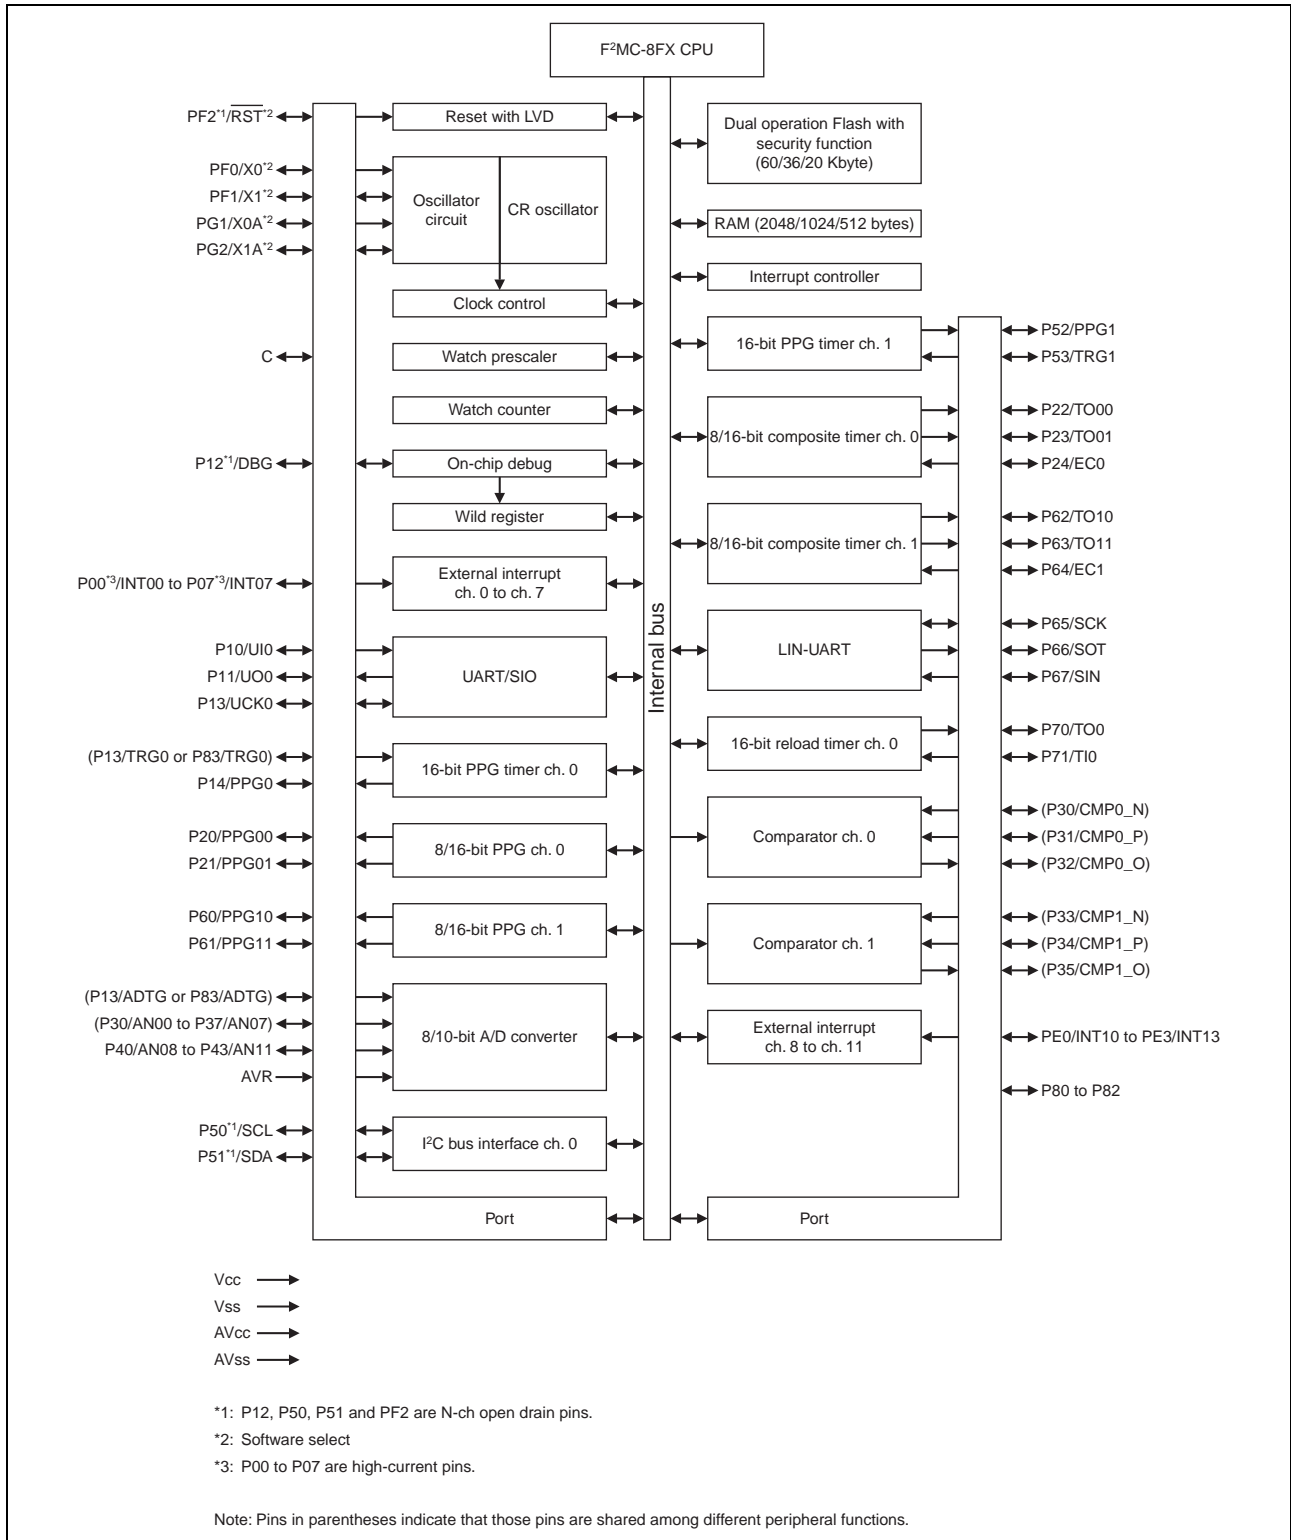 F²MC-8FX CPU
PF2*1/RST*2
Reset with LVD
Dual operation Flash with
security function
(60/36/20 Kbyte)
PF0/X0*2
PF1/X1*2
PG1/X0A*2
PG2/X1A*2
Oscillator
circuit
CR oscillator
RAM (2048/1024/512 bytes)
Interrupt controller
Clock control
C
Watch prescaler
16-bit PPG timer ch. 1
P52/PPG1
P53/TRG1
Watch counter
8/16-bit composite timer ch. 0
P22/TO00
P23/TO01
P24/EC0
P12*1/DBG
On-chip debug
Wild register
8/16-bit composite timer ch. 1
P62/TO10
P63/TO11
P64/EC1
P00*3/INT00 to P07*3/INT07
External interrupt
ch. 0 to ch. 7
Internal bus
P10/UI0
P11/UO0
P13/UCK0
UART/SIO
LIN-UART
P65/SCK
P66/SOT
P67/SIN
(P13/TRG0 or P83/TRG0)
P14/PPG0
16-bit PPG timer ch. 0
16-bit reload timer ch. 0
P70/TO0
P71/TI0
P20/PPG00
P21/PPG01
8/16-bit PPG ch. 0
Comparator ch. 0
(P30/CMP0_N)
(P31/CMP0_P)
(P32/CMP0_O)
P60/PPG10
P61/PPG11
8/16-bit PPG ch. 1
Comparator ch. 1
(P33/CMP1_N)
(P34/CMP1_P)
(P35/CMP1_O)
(P13/ADTG or P83/ADTG)
(P30/AN00 to P37/AN07)
P40/AN08 to P43/AN11
AVR
8/10-bit A/D converter
External interrupt
ch. 8 to ch. 11
PE0/INT10 to PE3/INT13
P80 to P82
P50*1/SCL
P51*1/SDA
I²C bus interface ch. 0
Port
Port
Vcc
Vss
AVcc
AVss
*1: P12, P50, P51 and PF2 are N-ch open drain pins.
*2: Software select
*3: P00 to P07 are high-current pins.
Note: Pins in parentheses indicate that those pins are shared among different peripheral functions.